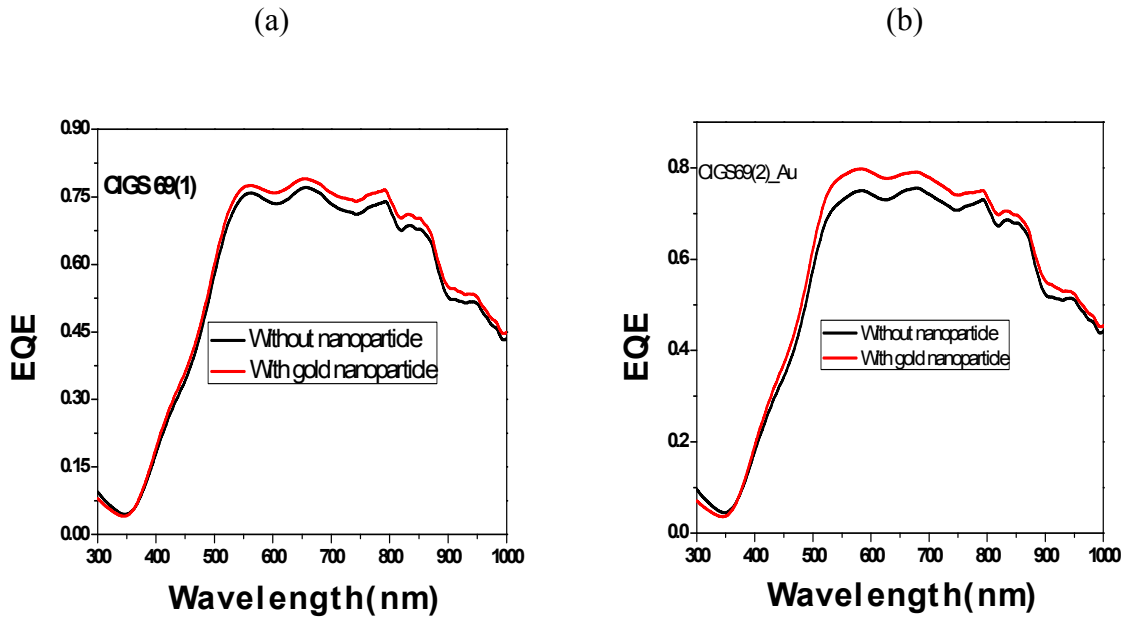 (a)
(b)
0.90
0.75
0.60
0.45
0.30
0.15
0.00
EQE
CIGS 69(1)
Without nanoparticle
With gold nanoparticle
300 400 500 600 700 800 900 1000
Wavelength(nm)
0.8
0.6
0.4
0.2
0.0
EQE
CIGS69(2)_Au
Without nanoparticle
With gold nanoparticle
300 400 500 600 700 800 900 1000
Wavelength(nm)